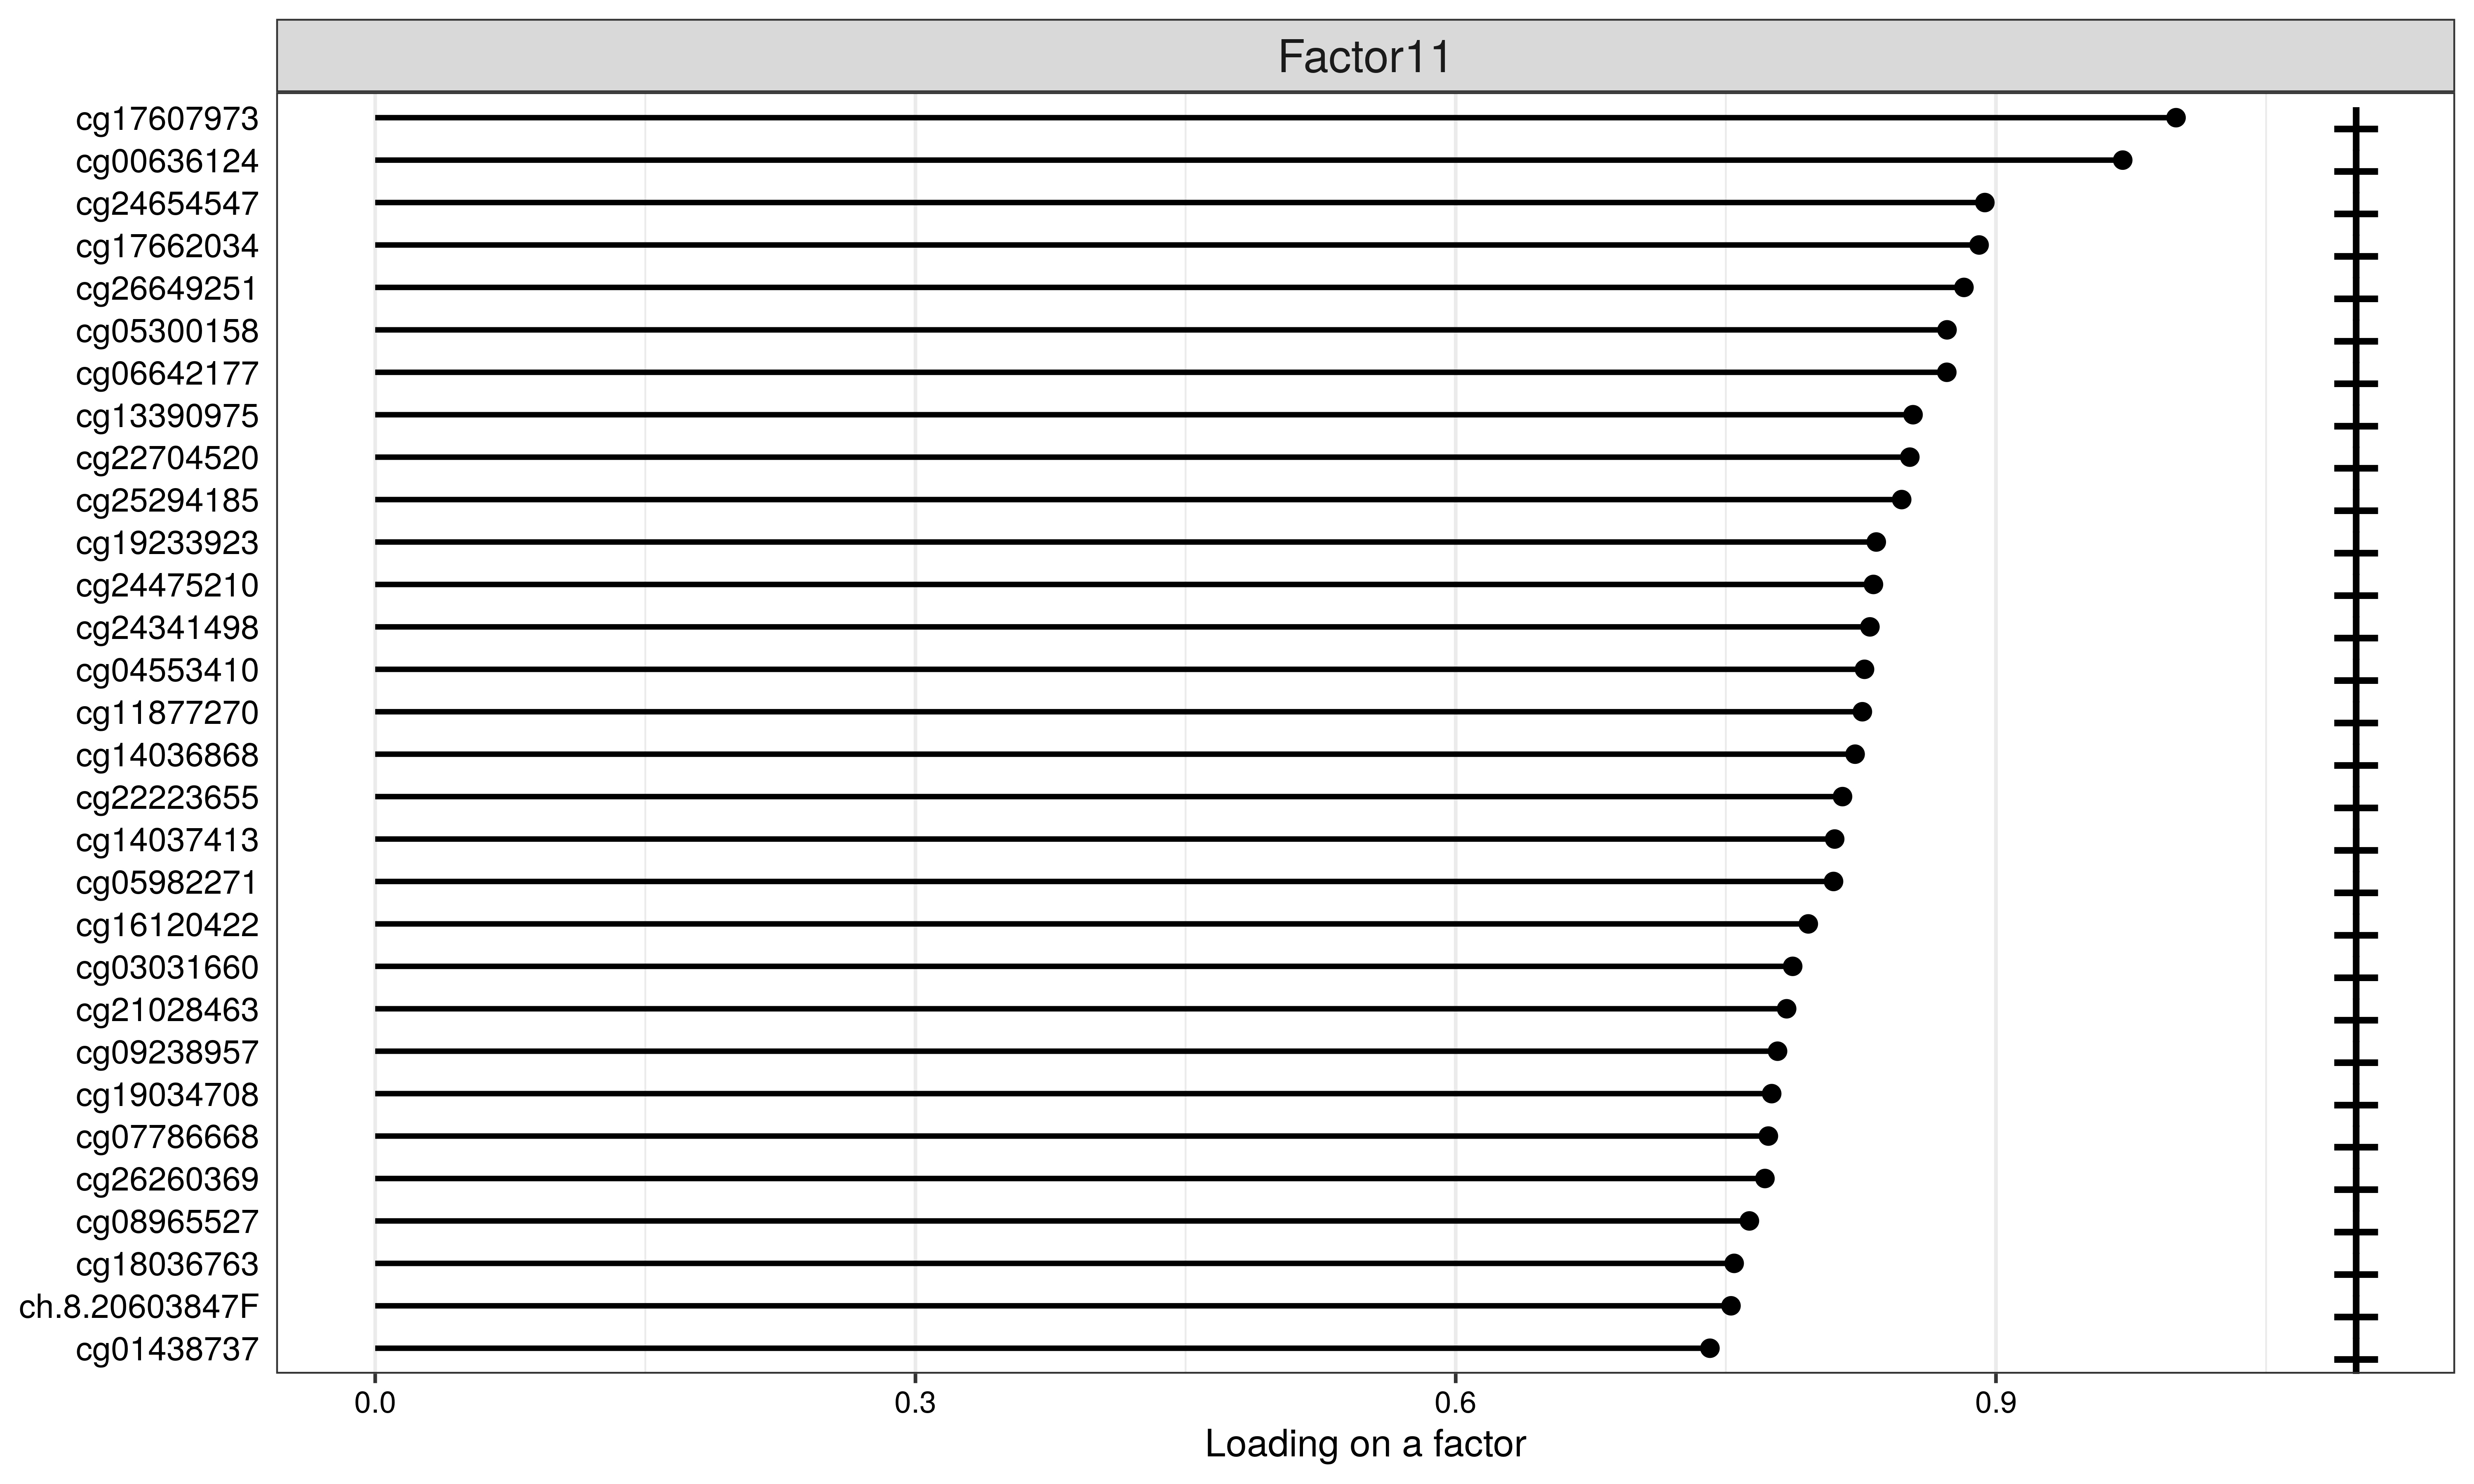 Factor11
cg17607973
cg00636124
cg24654547
cg17662034
cg26649251
cg05300158
cg06642177
cg13390975
cg22704520
cg25294185
cg19233923
cg24475210
cg24341498
cg04553410
cg11877270
cg14036868
cg22223655
cg14037413
cg05982271
cg16120422
cg03031660
cg21028463
cg09238957
cg19034708
cg07786668
cg26260369
cg08965527
cg18036763
ch.8.20603847F
cg01438737
0.0 0.3 0.6 0.9
Loading on a factor